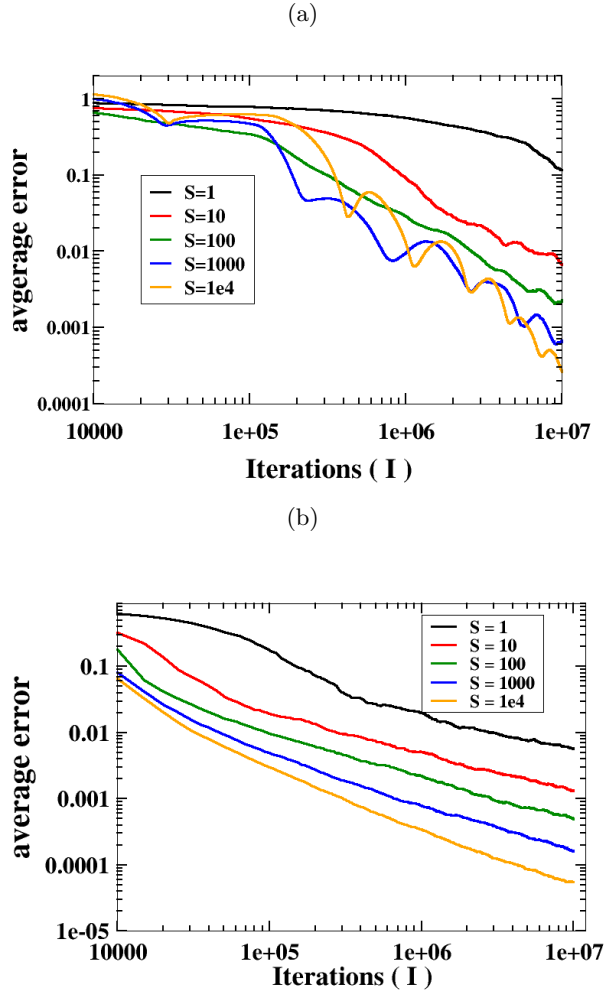 (a)
1
0.1
0.01
0.001
0.0001
avgerage error
S=1
S=10
S=100
S=1000
S=1e4
10000 1e+05 1e+06 1e+07
Iterations ( I )
(b)
0.1
0.01
0.001
0.0001
1e-05
average error
S = 1
S = 10
S = 100
S = 1000
S = 1e4
10000 1e+05 1e+06 1e+07
Iterations ( I )